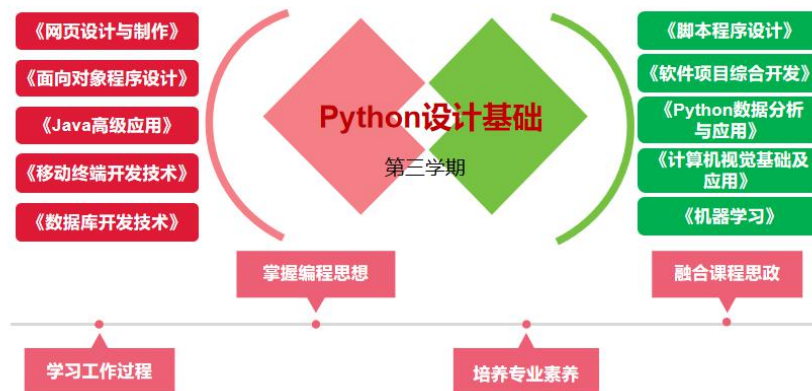 《网页设计与制作》
《面向对象程序设计》
《Java高级应用》
《移动终端开发技术》
《数据库开发技术》
Python设计基础
第三学期
《脚本程序设计》
《软件项目综合开发》
《Python数据分析
与应用》
《计算机视觉基础及
应用》
《机器学习》
掌握编程思想
融合课程思政
学习工作过程
培养专业素养